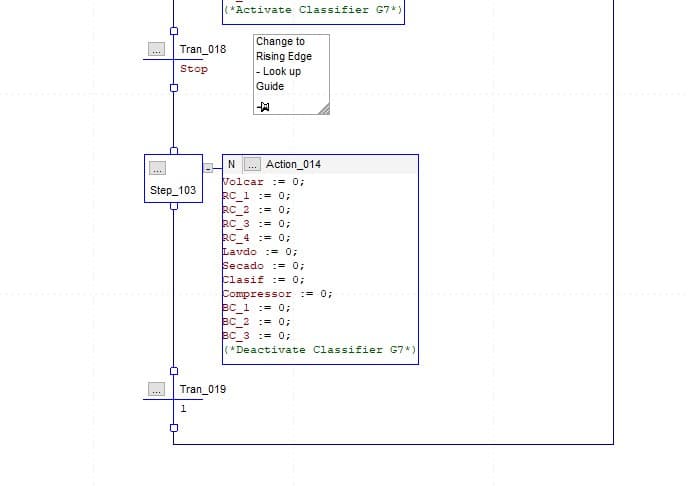 (*Activate Classifier G7*)
... Tran_018
Stop
Change to
Rising Edge
- Look up
Guide
... 
Step_103
N ... Action_014
Volcar := 0;
RC_1 := 0;
RC_2 := 0;
RC_3 := 0;
RC_4 := 0;
Lavdo := 0;
Secado := 0;
Clasif := 0;
Compressor := 0;
BC_1 := 0;
BC_2 := 0;
BC_3 := 0;
(*Deactivate Classifier G7*)
... Tran_019
1